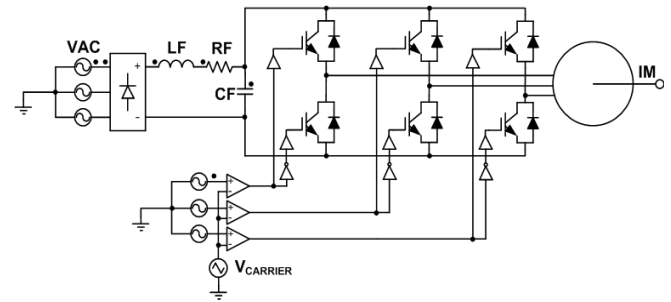 VAC
LF
RF
CF
IM
+
-
+
-
+
-
+
-
VCARRIER